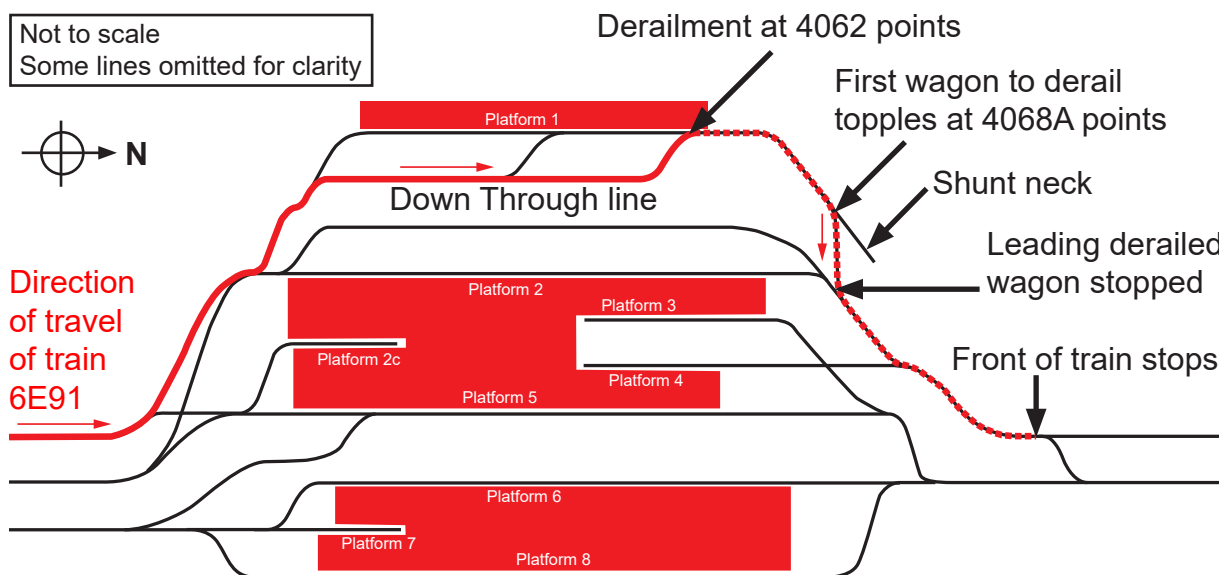 Not to scale
Some lines omitted for clarity
N
Derailment at 4062 points
First wagon to derail
topples at 4068A points
Shunt neck
Leading derailed
wagon stopped
Front of train stops
Platform 1
Down Through line
Direction
of travel
of train
6E91
Platform 2
Platform 3
Platform 2c
Platform 4
Platform 5
Platform 6
Platform 7
Platform 8